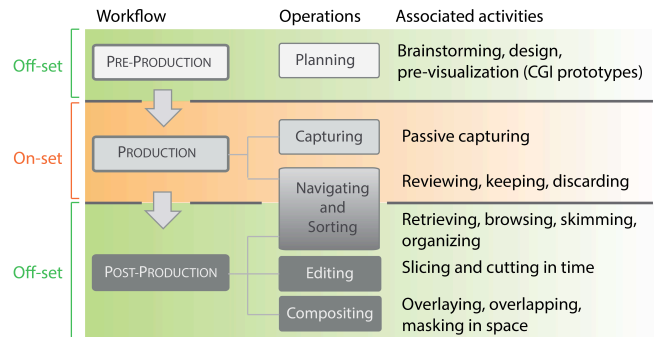 Workflow Operations Associated activities
Off-set
PRE-PRODUCTION
Planning
Brainstorming, design,
pre-visualization (CGI prototypes)
On-set
PRODUCTION
Capturing
Passive capturing
Navigating
and
Sorting
Reviewing, keeping, discarding
Retrieving, browsing, skimming,
organizing
Off-set
POST-PRODUCTION
Editing
Slicing and cutting in time
Compositing
Overlaying, overlapping,
masking in space